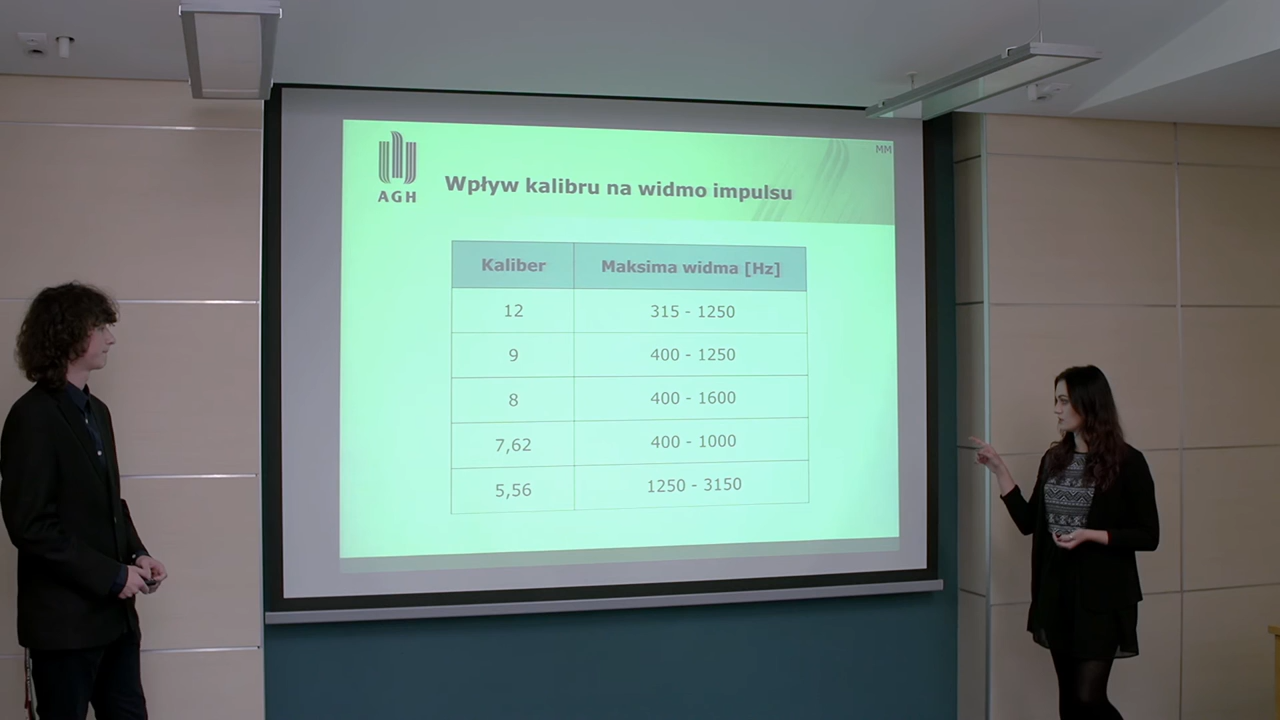 MM
AGH
Wpływ kalibru na widmo impulsu
Kaliber Maksima widma [Hz]
12 315 - 1250
9 400 - 1250
8 400 - 1600
7,62 400 - 1000
5,56 1250 - 3150